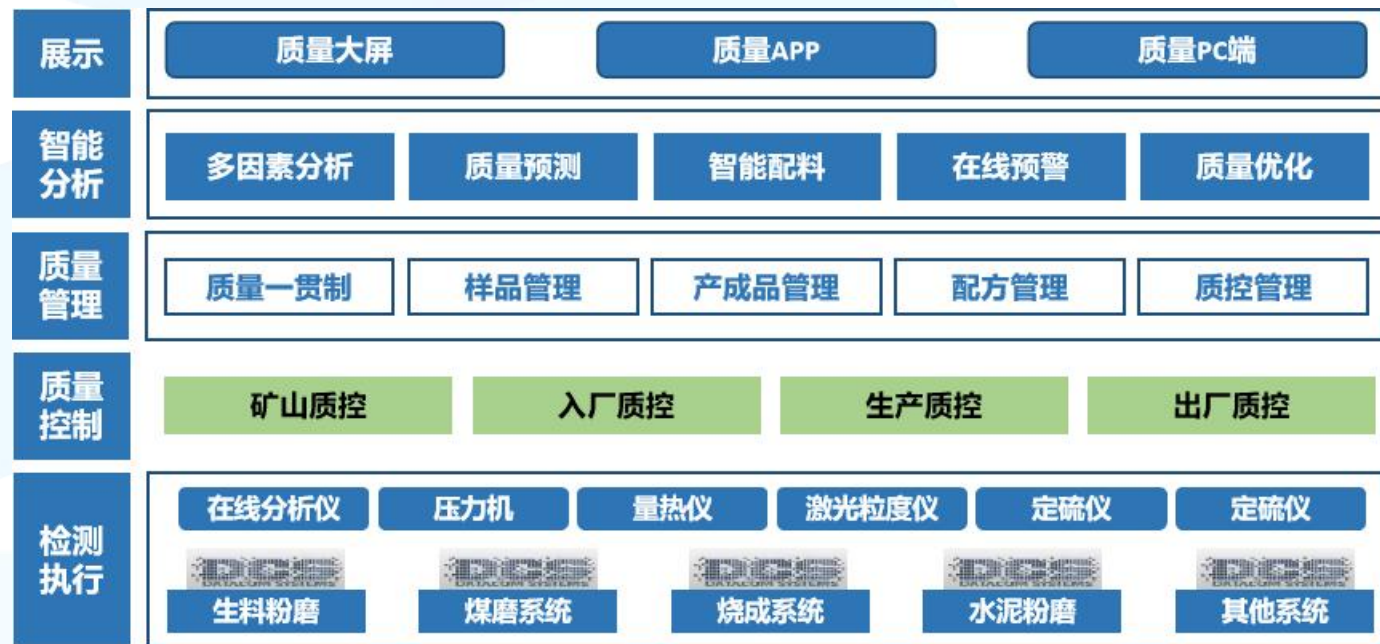 展示
质量大屏
质量APP
质量PC端
智能
分析
多因素分析
质量预测
智能配料
在线预警
质量优化
质量
管理
质量一贯制
样品管理
产成品管理
配方管理
质控管理
质量
控制
矿山质控
入厂质控
生产质控
出厂质控
检测
执行
在线分析仪
压力机
量热仪
激光粒度仪
定硫仪
定硫仪
DCS
DCS
DCS
DCS
DCS
生料粉磨
煤磨系统
烧成系统
水泥粉磨
其他系统